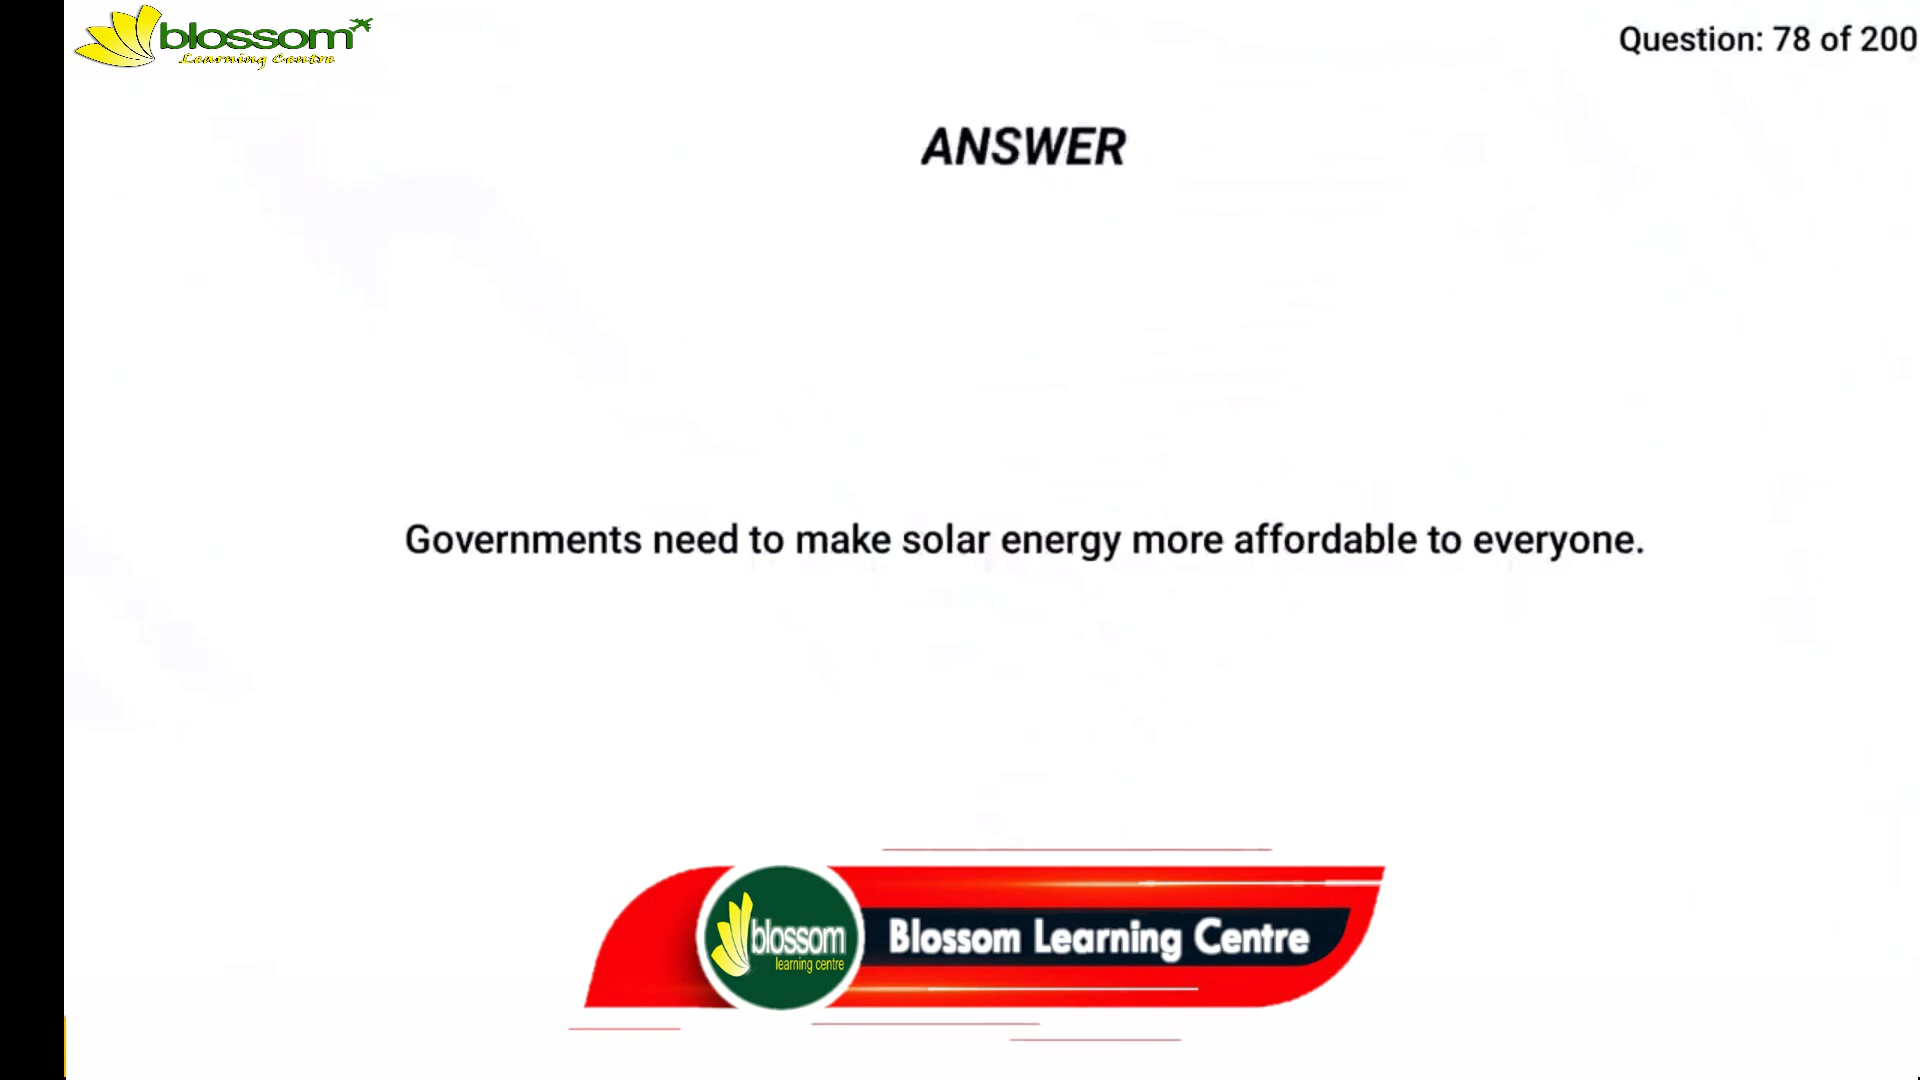 blossom
Learning Centre
Question: 78 of 200
ANSWER
Governments need to make solar energy more affordable to everyone.
blossom
learning centre
Blossom Learning Centre